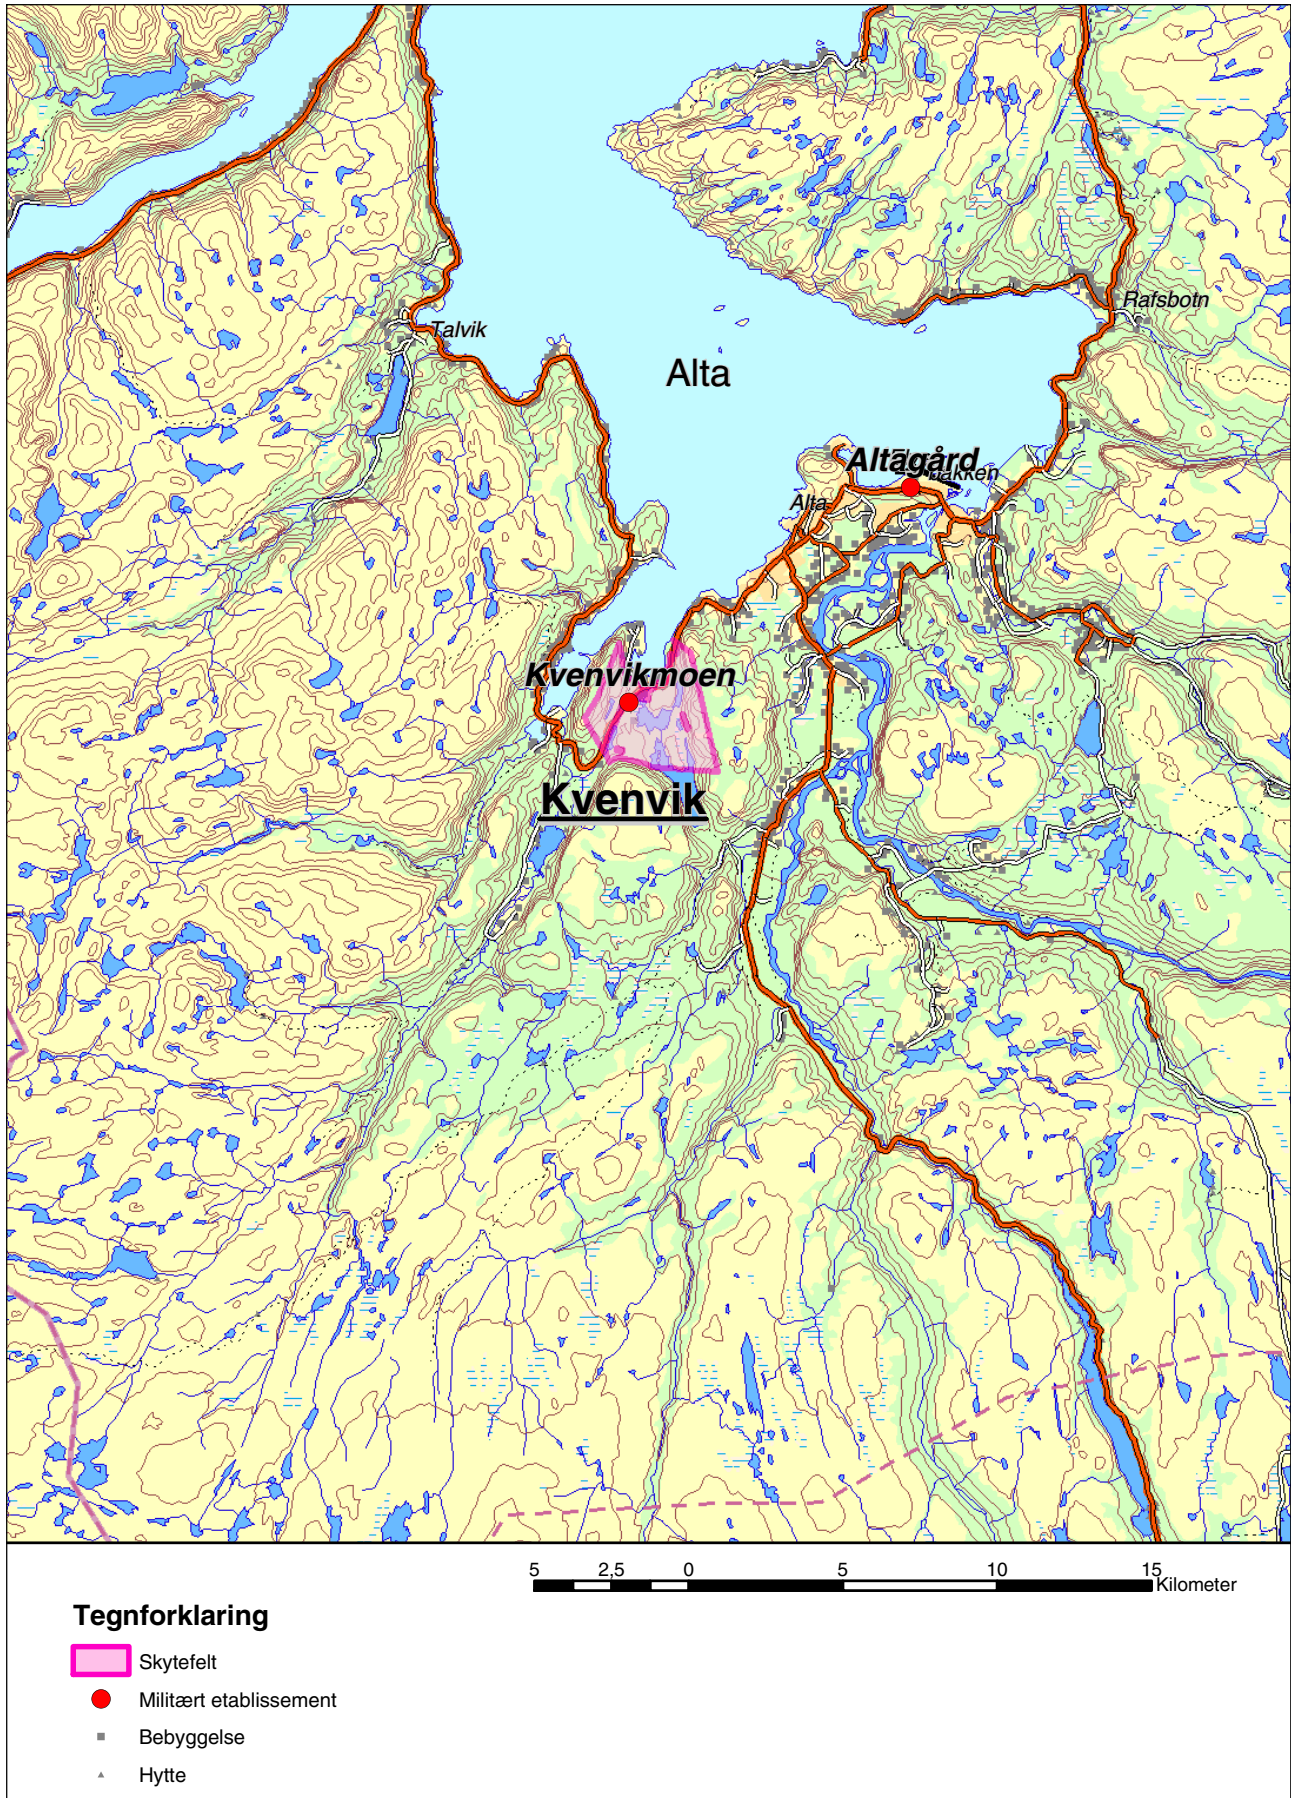 Rafsbotn
Talvik
Alta
Altagård
bakken
Alta
Kvenvikmoen
Kvenvik
5 2,5 0 5 10 15
Kilometer
Tegnforklaring
Skytefelt
Militært etablissement
Bebyggelse
Hytte